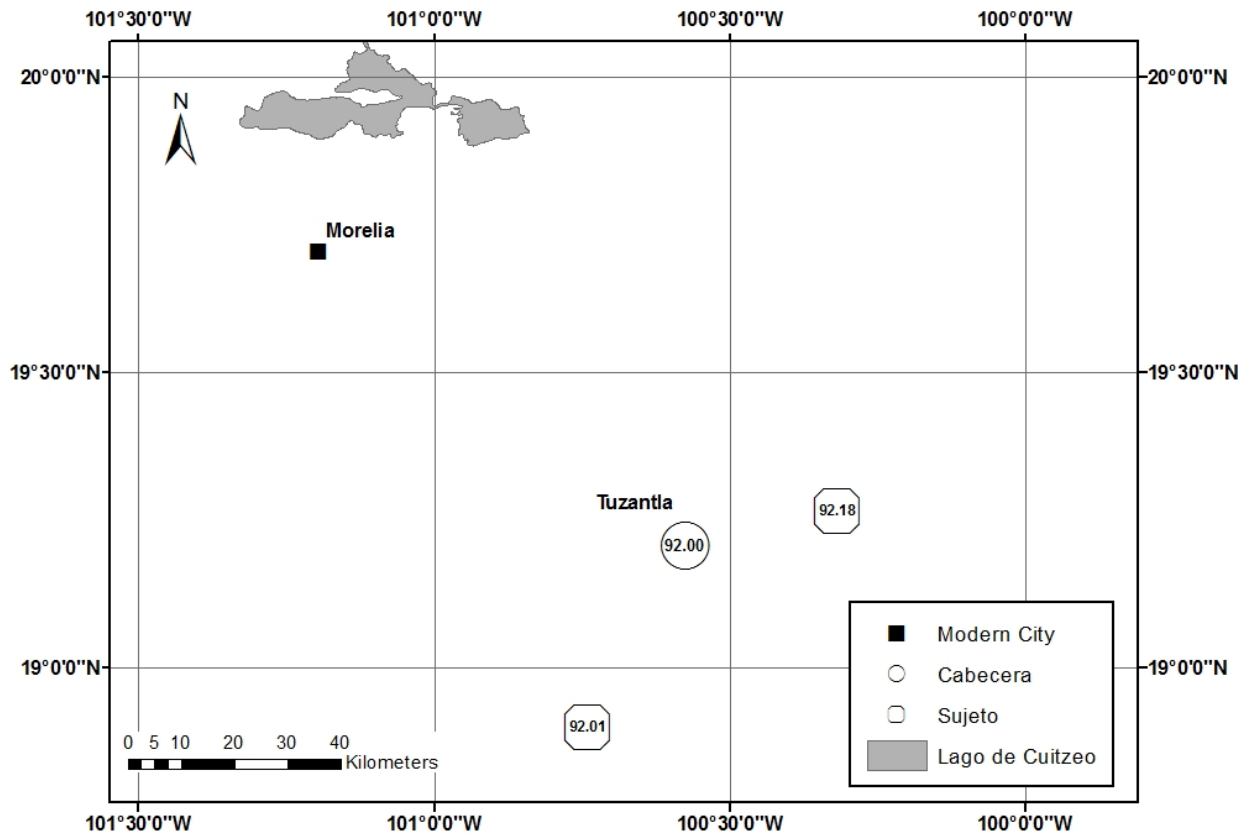 101°30'0"W 101°0'0"W 100°30'0"W 100°0'0"W
20°0'0"N 20°0'0"N
N
Morelia
19°30'0"N 19°30'0"N
Tuzantla
92.18
92.00
Modern City
19°0'0"N 19°0'0"N
Cabecera
Sujeto
92.01
0 5 10 20 30 40
Kilometers
Lago de Cuitzeo
101°30'0"W 101°0'0"W 100°30'0"W 100°0'0"W